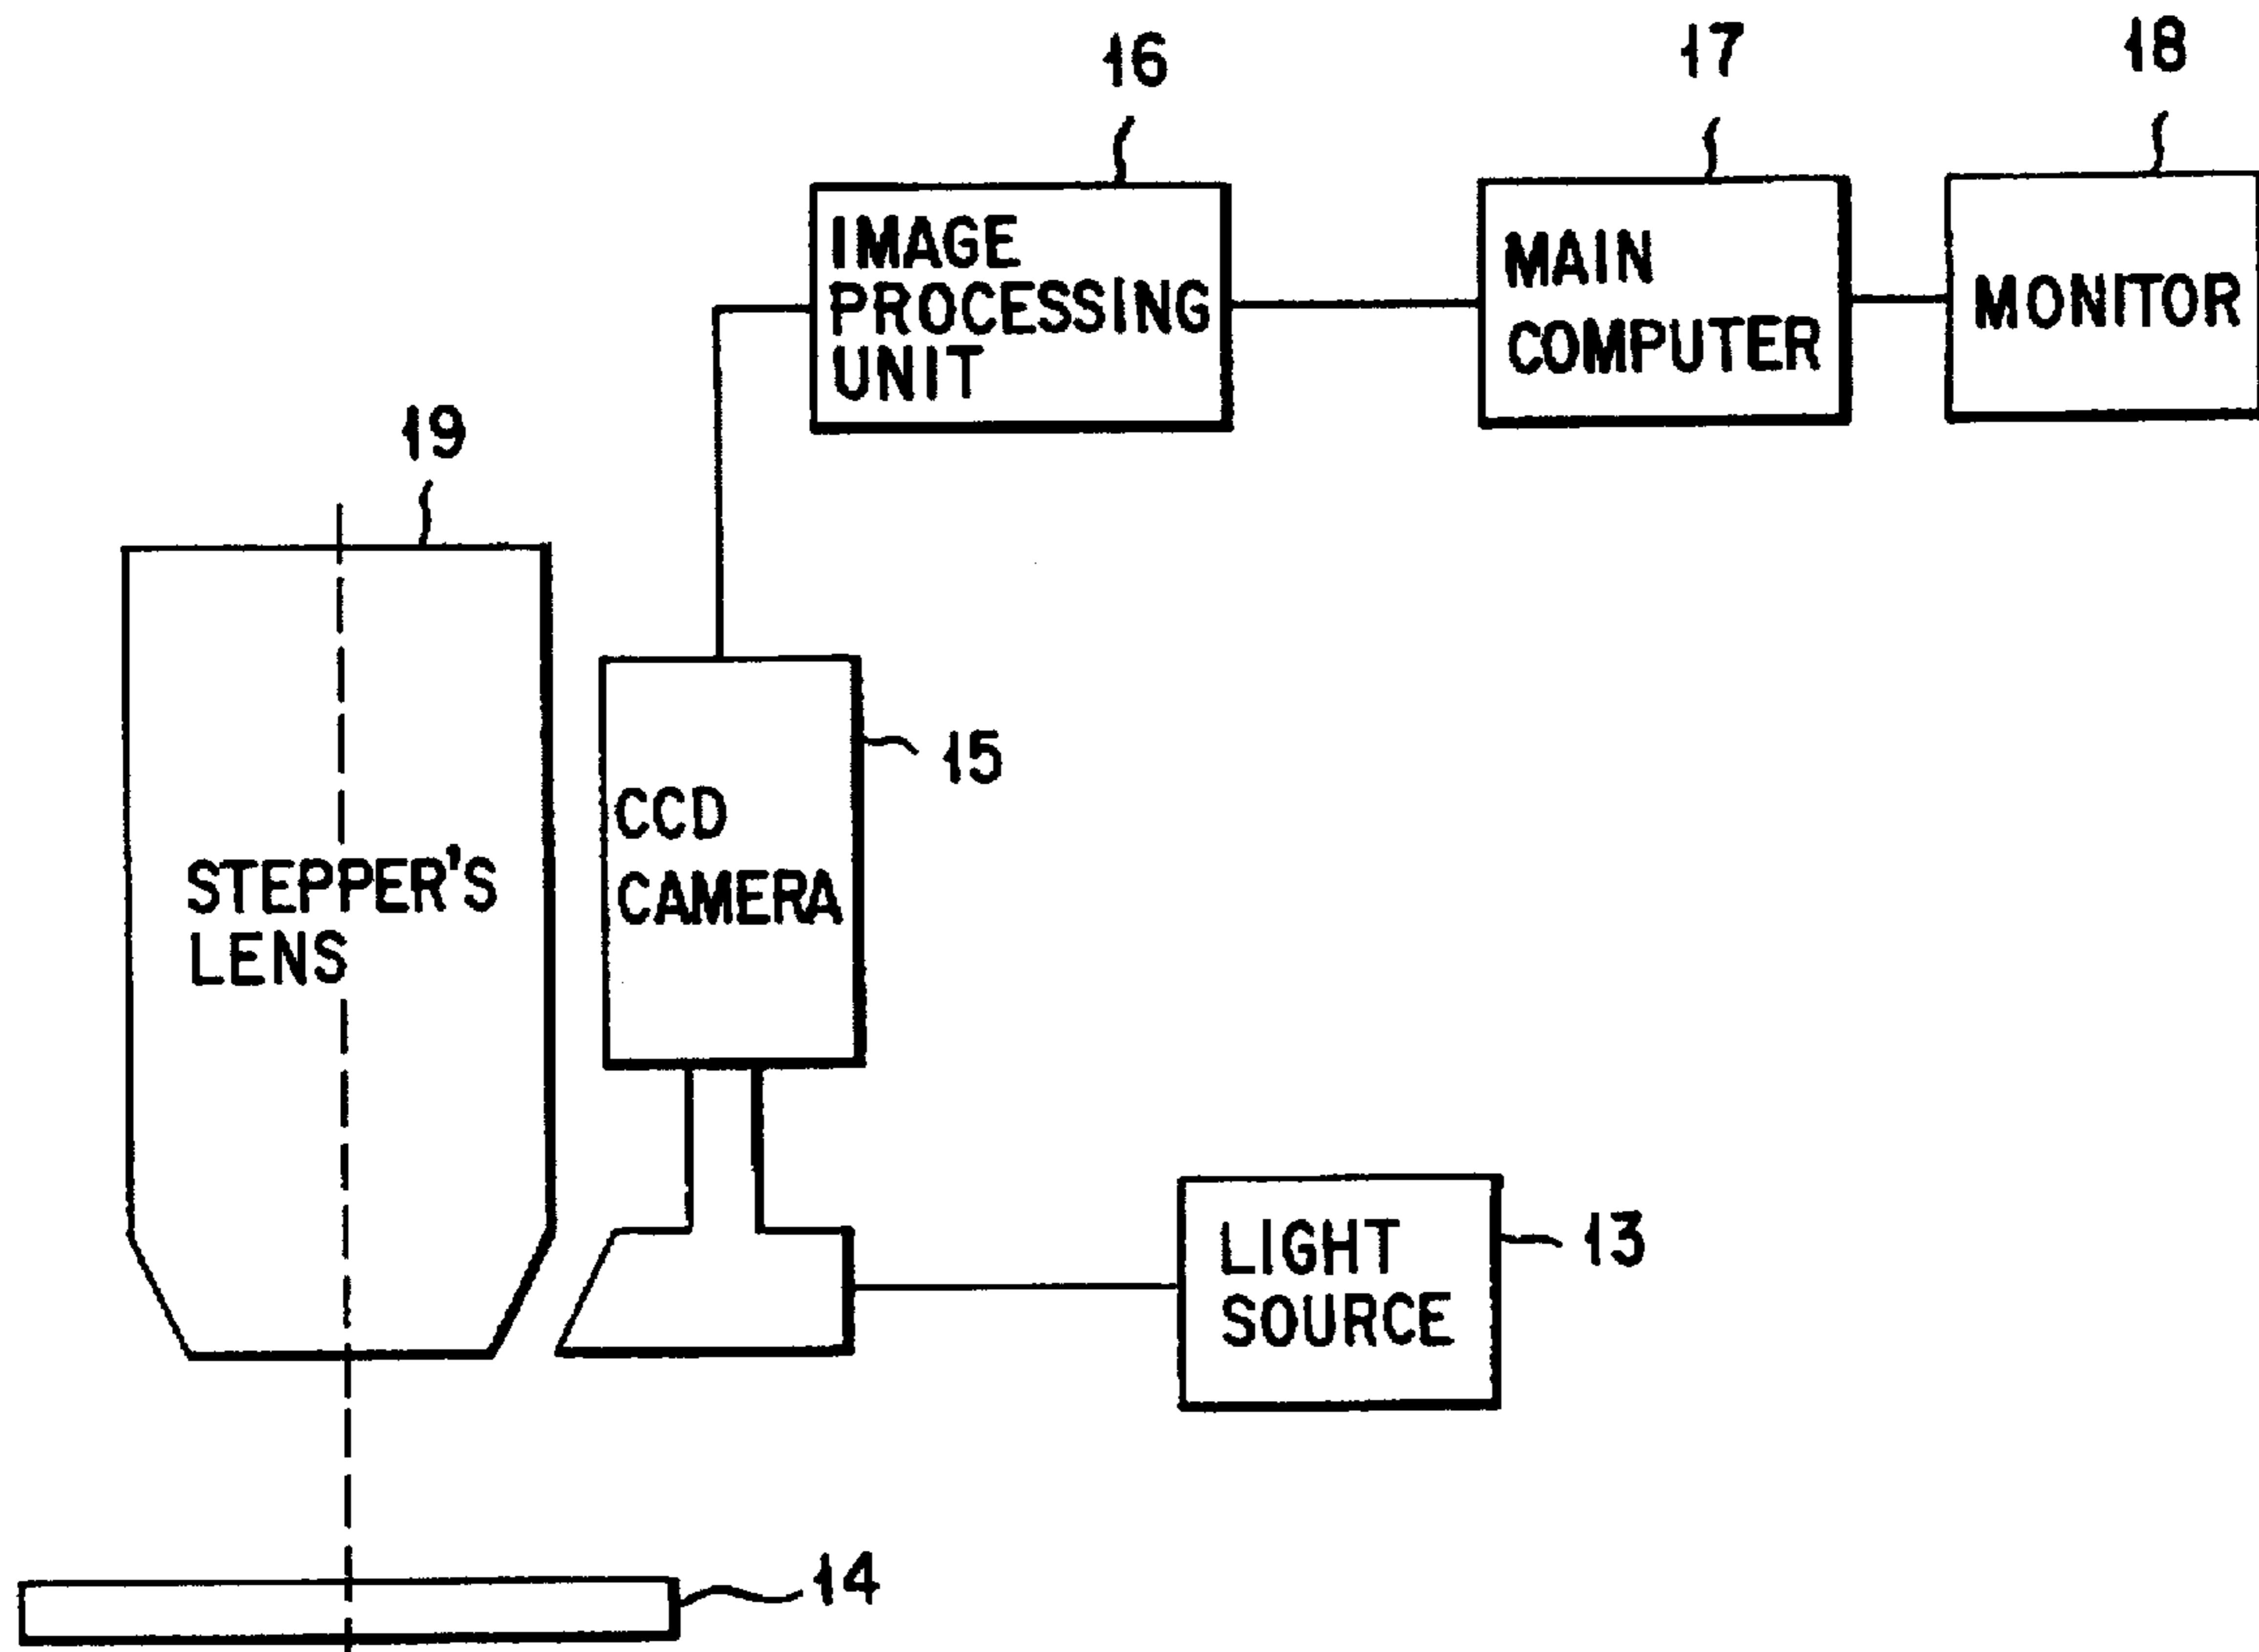 16
17
18
IMAGE
PROCESSING
UNIT
MAIN
COMPUTER
MONITOR
19
STEPPER'S
LENS
CCD
CAMERA
15
LIGHT
SOURCE
13
14